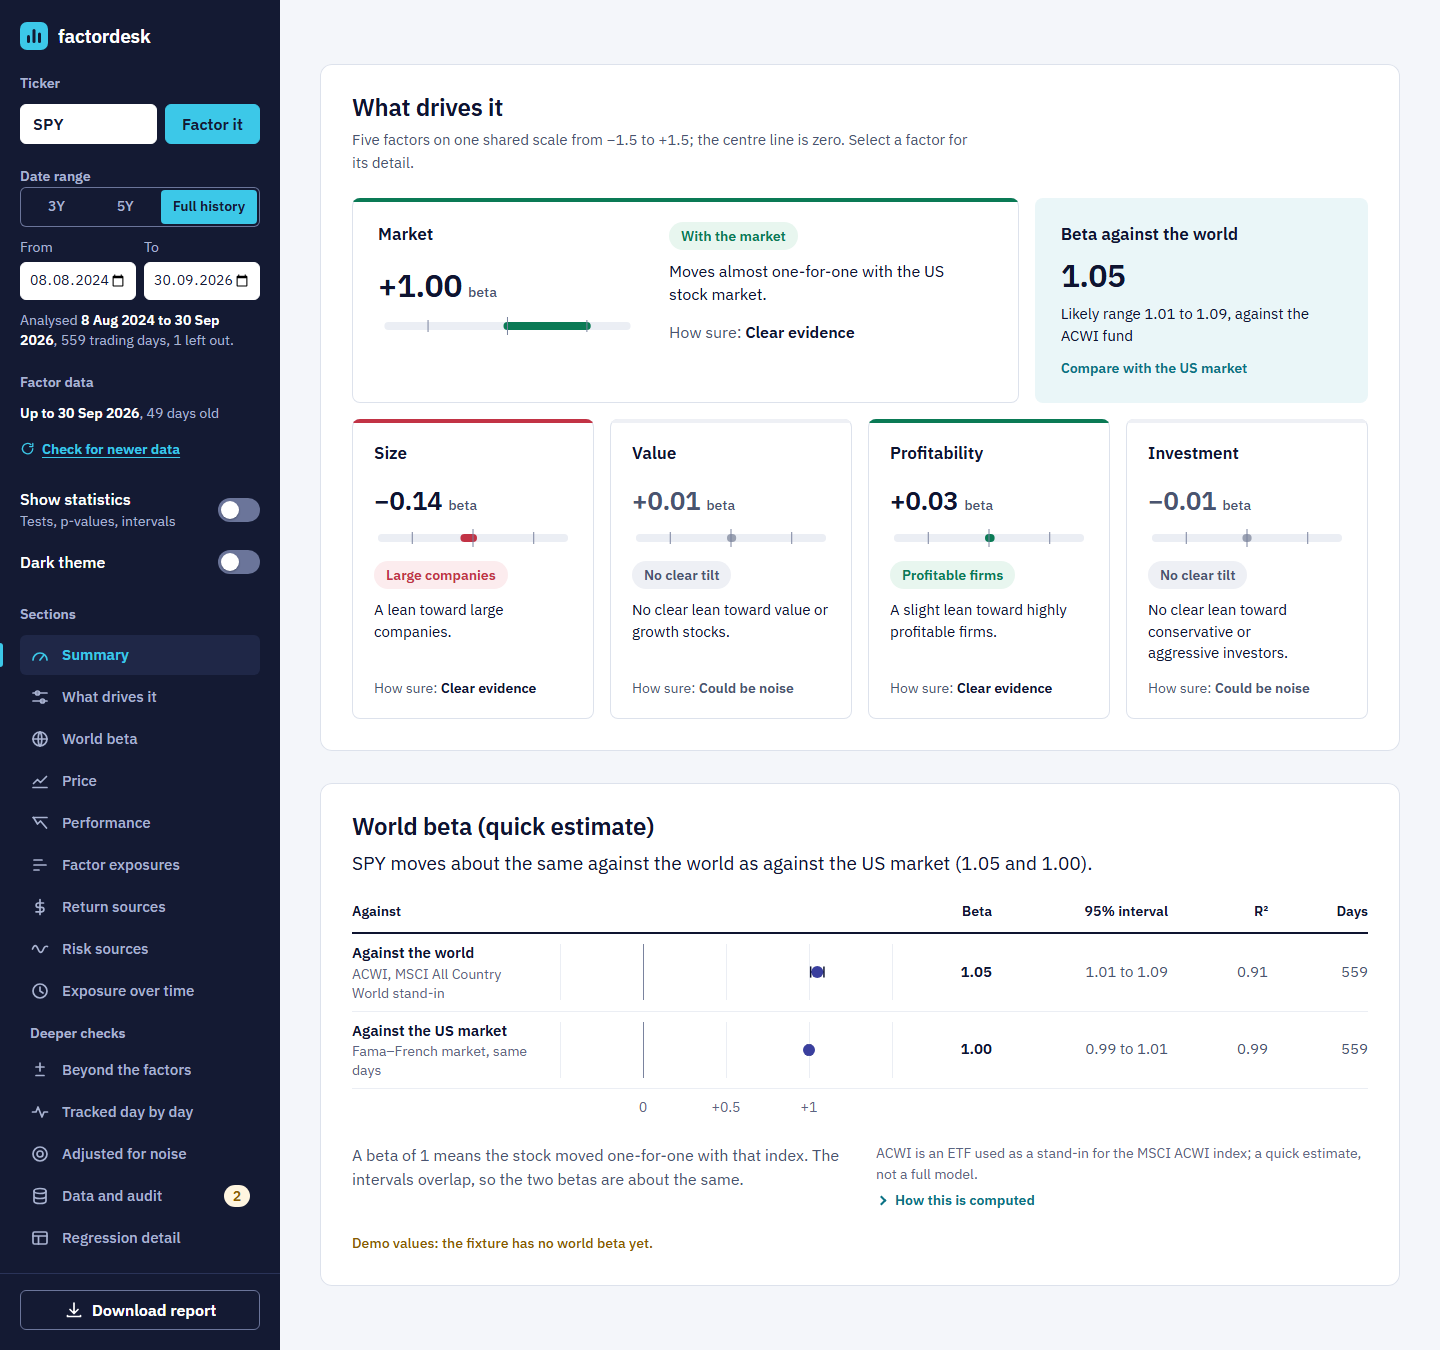 factordesk
Ticker
SPY
Factor it
Date range
3Y
5Y
Full history
From
To
08.08.2024
30.09.2026
Analysed 8 Aug 2024 to 30 Sep
2026, 559 trading days, 1 left out.
Factor data
Up to 30 Sep 2026, 49 days old
Check for newer data
Show statistics
Tests, p-values, intervals
Dark theme
Sections
Summary
What drives it
World beta
Price
Performance
Factor exposures
Return sources
Risk sources
Exposure over time
Deeper checks
Beyond the factors
Tracked day by day
Adjusted for noise
Data and audit
2
Regression detail
Download report
What drives it
Five factors on one shared scale from −1.5 to +1.5; the centre line is zero. Select a factor for
its detail.
Market
+1.00 beta
With the market
Moves almost one-for-one with the US
stock market.
How sure: Clear evidence
Beta against the world
1.05
Likely range 1.01 to 1.09, against the
ACWI fund
Compare with the US market
Size
−0.14 beta
Large companies
A lean toward large
companies.
How sure: Clear evidence
Value
+0.01 beta
No clear tilt
No clear lean toward value or
growth stocks.
How sure: Could be noise
Profitability
+0.03 beta
Profitable firms
A slight lean toward highly
profitable firms.
How sure: Clear evidence
Investment
−0.01 beta
No clear tilt
No clear lean toward
conservative or
aggressive investors.
How sure: Could be noise
World beta (quick estimate)
SPY moves about the same against the world as against the US market (1.05 and 1.00).
Against
Beta
95% interval
R²
Days
Against the world
ACWI, MSCI All Country
World stand-in
1.05
1.01 to 1.09
0.91
559
Against the US market
Fama–French market, same
days
1.00
0.99 to 1.01
0.99
559
0
+0.5
+1
A beta of 1 means the stock moved one-for-one with that index. The
intervals overlap, so the two betas are about the same.
ACWI is an ETF used as a stand-in for the MSCI ACWI index; a quick estimate,
not a full model.
How this is computed
Demo values: the fixture has no world beta yet.